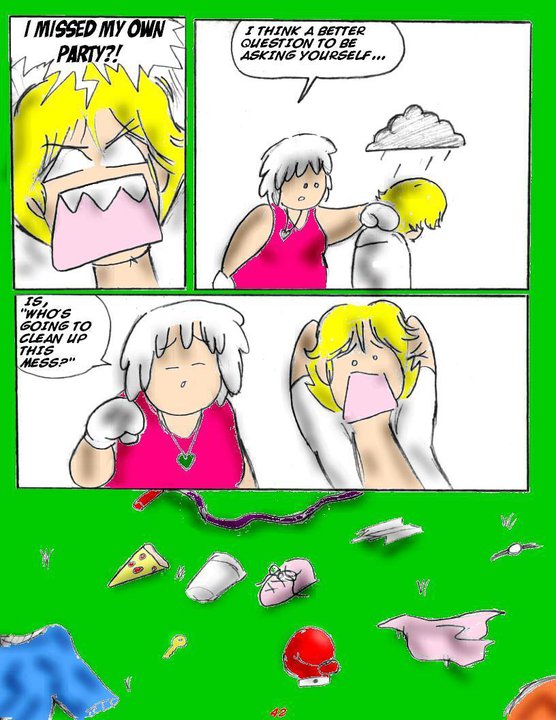 I MISSED MY OWN
PARTY?!
I THINK A BETTER
QUESTION TO BE
ASKING YOURSELF...
IS,
"WHO'S
GOING TO
CLEAN UP
THIS
MESS?"
42